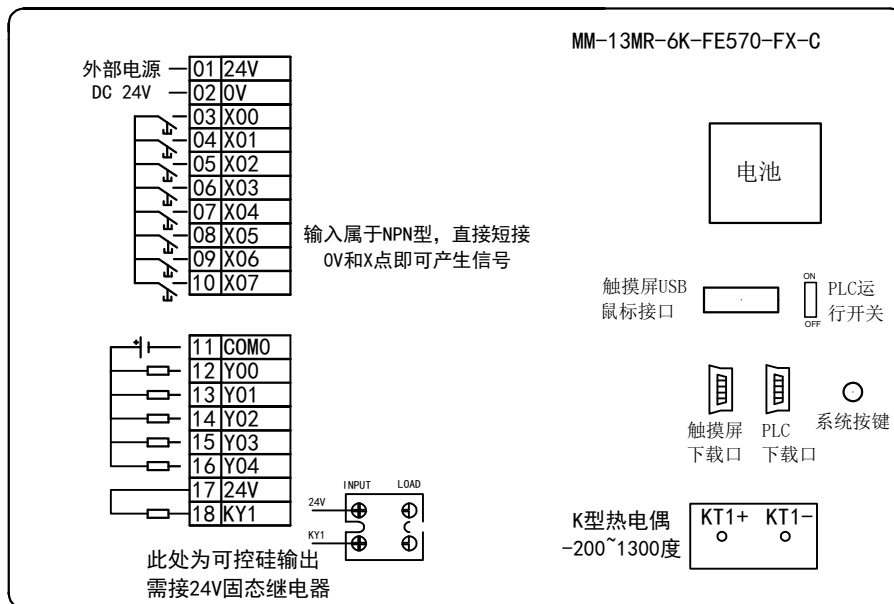 MM-13MR-6K-FE570-FX-C
外部电源
DC 24V
01 24V
02 0V
03 X00
04 X01
05 X02
06 X03
07 X04
08 X05
09 X06
10 X07
输入属于NPN型，直接短接
0V和X点即可产生信号
11 COM0
12 Y00
13 Y01
14 Y02
15 Y03
16 Y04
17 24V
18 KY1
INPUT LOAD
24V
KY1
此处为可控硅输出
需接24V固态继电器
电池
触摸屏USB
鼠标接口
ON
OFF
PLC运
行开关
触摸屏
下载口
PLC
下载口
系统按键
K型热电偶
-200~1300度
KT1+ KT1-